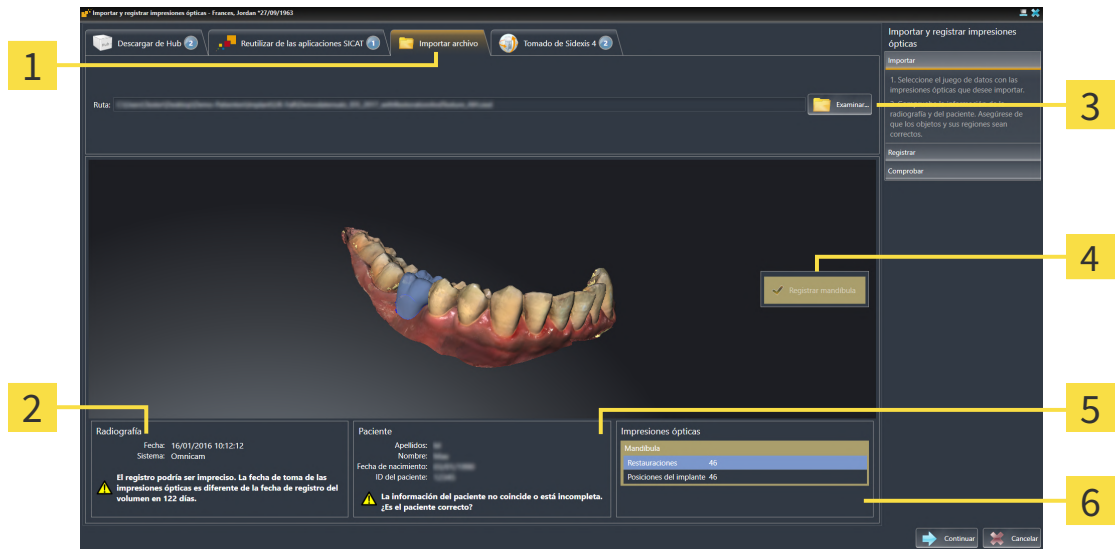 Importar y registrar impresiones ópticas - Frances, Jordan *27/09/1963
Descargar de Hub 2
Reutilizar de las aplicaciones SICAT 1
Importar archivo
Tomado de Sidexis 4 2
1
Ruta:
Examinar...
3
Importar y registrar impresiones
ópticas
Importar
1. Seleccione el juego de datos con las
impresiones ópticas que desee importar.
radiografía y del paciente. Asegúrese de
que los objetos y sus regiones sean
correctos.
Registrar
Comprobar
Registrar mandíbula
4
2
Radiografía
Fecha: 16/01/2016 10:12:12
Sistema: Omnicam
El registro podría ser impreciso. La fecha de toma de las
impresiones ópticas es diferente de la fecha de registro del
volumen en 122 días.
Paciente
Apellidos:
Nombre:
Fecha de nacimiento:
ID del paciente:
La información del paciente no coincide o está incompleta.
¿Es el paciente correcto?
5
Impresiones ópticas
Mandíbula
Restauraciones 46
Posiciones del implante 46
6
Continuar
Cancelar